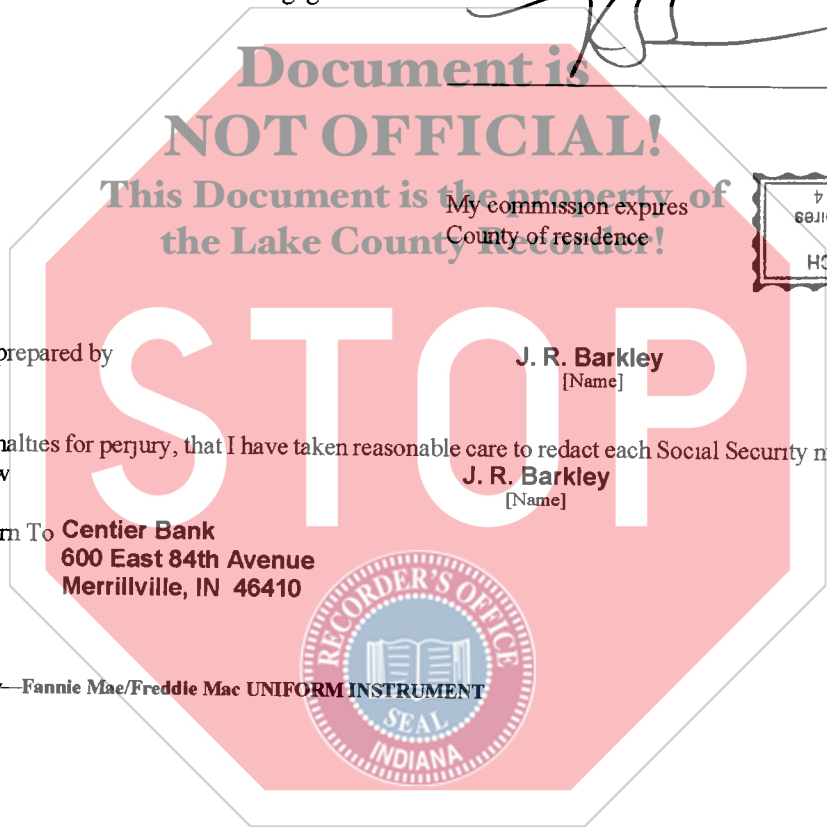 Document is
NOT OFFICIAL!
This Document is the property of
the Lake County Recorder!
My commission expires
County of residence
STOP
prepared by
J. R. Barkley
[Name]
nalties for perjury, that I have taken reasonable care to redact each Social Security n
w
J. R. Barkley
[Name]
rn To Centier Bank
600 East 84th Avenue
Merrillville, IN 46410
RECORDER'S OFFICE
SEAL
INDIANA
—Fannie Mae/Freddie Mac UNIFORM INSTRUMENT